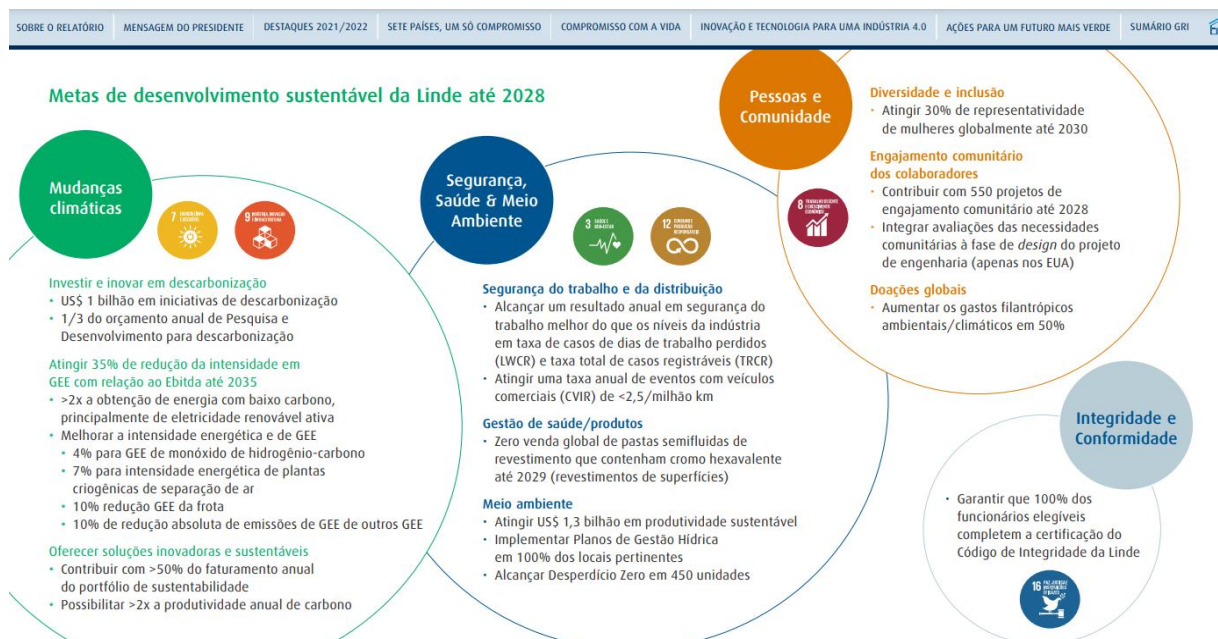 SOBRE O RELATÓRIO
MENSAGEM DO PRESIDENTE
DESTAQUES 2021/2022
SETE PAÍSES, UM SÓ COMPROMISSO
COMPROMISSO COM A VIDA
INOVAÇÃO E TECNOLOGIA PARA UMA INDÚSTRIA 4.0
AÇÕES PARA UM FUTURO MAIS VERDE
SUMÁRIO GRI
Metas de desenvolvimento sustentável da Linde até 2028
Mudanças
climáticas
7
9
Investir e inovar em descarbonização
• US$ 1 bilhão em iniciativas de descarbonização
• 1/3 do orçamento anual de Pesquisa e
Desenvolvimento para descarbonização
Atingir 35% de redução da intensidade em
GEE com relação ao Ebitda até 2035
• >2x a obtenção de energia com baixo carbono,
principalmente de eletricidade renovável ativa
• Melhorar a intensidade energética e de GEE
• 4% para GEE de monóxido de hidrogênio-carbono
• 7% para intensidade energética de plantas
criogênicas de separação de ar
• 10% redução GEE da frota
• 10% de redução absoluta de emissões de GEE de outros GEE
Oferecer soluções inovadoras e sustentáveis
• Contribuir com >50% do faturamento anual
do portfólio de sustentabilidade
• Possibilitar >2x a produtividade anual de carbono
Segurança,
Saúde & Meio
Ambiente
3 SAÚDE E
BEM-ESTAR
12 CONSUMO E
PRODUÇÃO
RESPONSÁVEIS
Segurança do trabalho e da distribuição
• Alcançar um resultado anual em segurança do
trabalho melhor do que os níveis da indústria
em taxa de casos de dias de trabalho perdidos
(LWCR) e taxa total de casos registráveis (TRCR)
• Atingir uma taxa anual de eventos com veículos
comerciais (CVIR) de <2,5/milhão km
Gestão de saúde/produtos
• Zero venda global de pastas semifluidas de
revestimento que contenham cromo hexavalente
até 2029 (revestimentos de superfícies)
Meio ambiente
• Atingir US$ 1,3 bilhão em produtividade sustentável
• Implementar Planos de Gestão Hídrica
em 100% dos locais pertinentes
• Alcançar Desperdício Zero em 450 unidades
Pessoas e
Comunidade
8 TRABALHO DECENTE
E CRESCIMENTO
ECONÔMICO
Diversidade e inclusão
• Atingir 30% de representatividade
de mulheres globalmente até 2030
Engajamento comunitário
dos colaboradores
• Contribuir com 550 projetos de
engajamento comunitário até 2028
• Integrar avaliações das necessidades
comunitárias à fase de design do projeto
de engenharia (apenas nos EUA)
Doações globais
• Aumentar os gastos filantrópicos
ambientais/climáticos em 50%
Integridade e
Conformidade
• Garantir que 100% dos
funcionários elegíveis
completem a certificação do
Código de Integridade da Linde
16